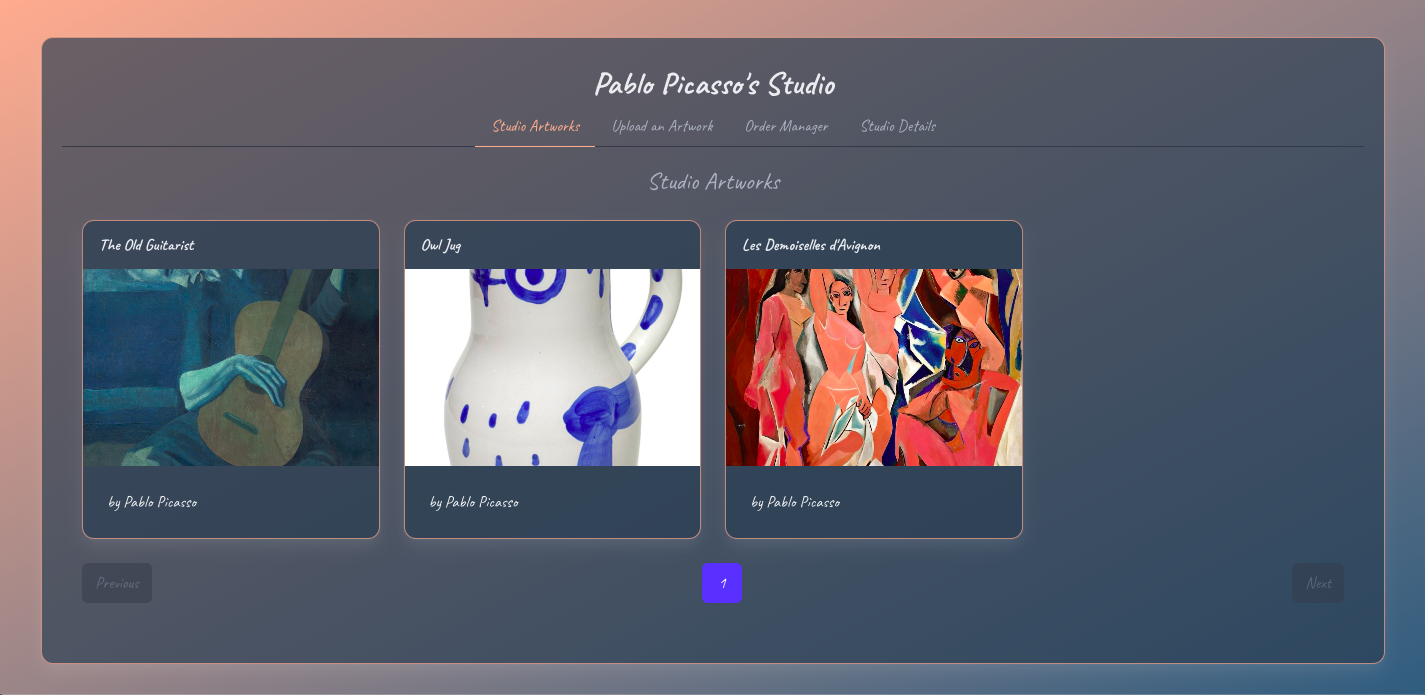 Pablo Picasso's Studio
Studio Artworks Upload an Artwork Order Manager Studio Details
Studio Artworks
The Old Guitarist
Owl Jug
Les Demoiselles d'Avignon
by Pablo Picasso
by Pablo Picasso
by Pablo Picasso
Previous
1
Next